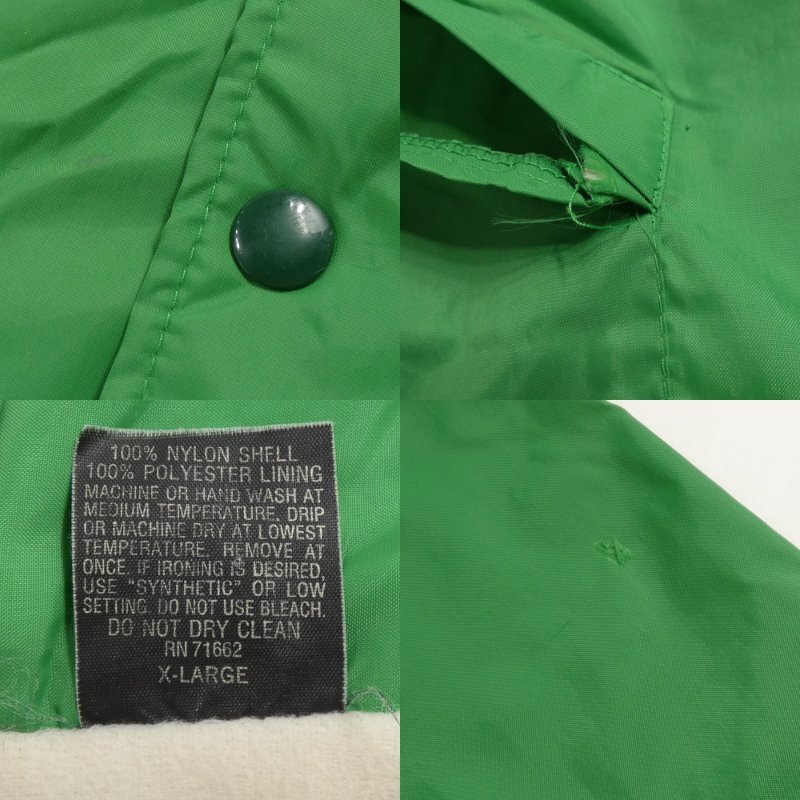 100% NYLON SHELL
100% POLYESTER LINING
MACHINE OR HAND WASH AT
MEDIUM TEMPERATURE. DRIP
OR MACHINE DRY AT LOWEST
TEMPERATURE. REMOVE AT
ONCE. IF IRONING IS DESIRED,
USE "SYNTHETIC" OR LOW
SETTING. DO NOT USE BLEACH.
DO NOT DRY CLEAN
RN 71662
X-LARGE